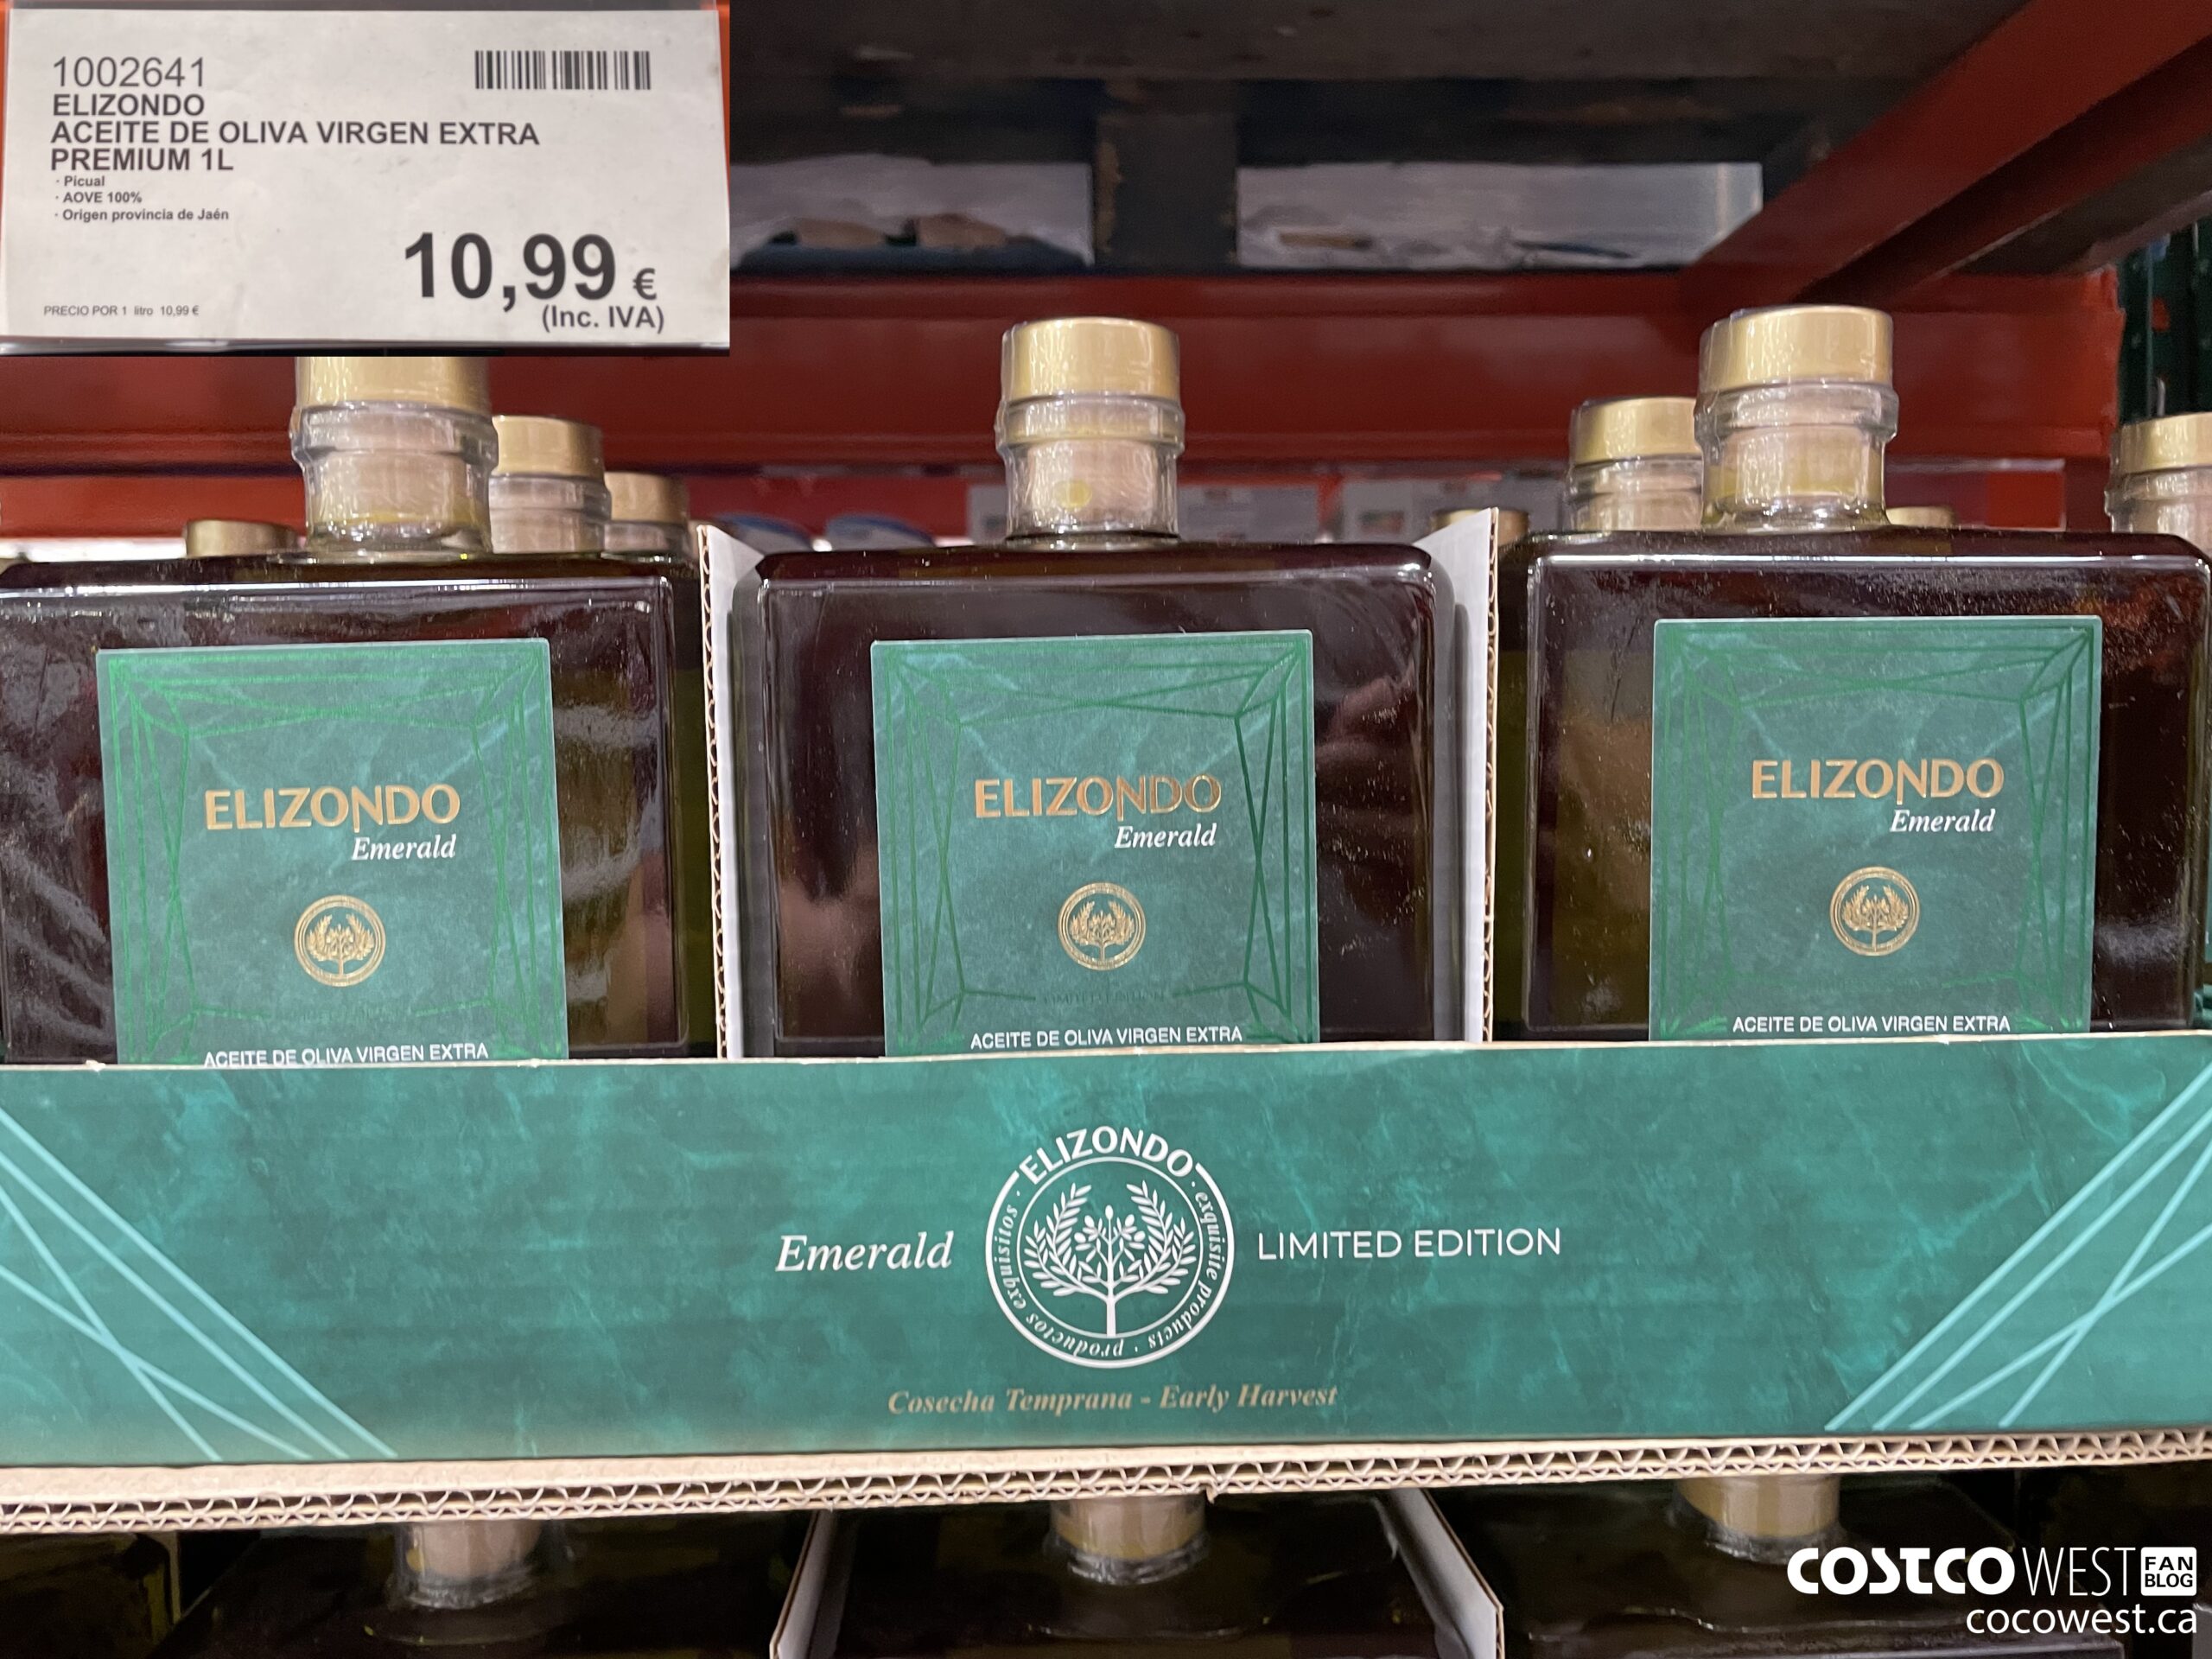 1002641
ELIZONDO
ACEITE DE OLIVA VIRGEN EXTRA
PREMIUM 1L
· Picual
· AOVE 100%
· Origen provincia de Jaén
10,99 €
(Inc. IVA)
PRECIO POR 1 litro 10,99 €
ELIZONDO
Emerald
ACEITE DE OLIVA VIRGEN EXTRA
ELIZONDO
Emerald
LIMITED EDITION
ACEITE DE OLIVA VIRGEN EXTRA
ELIZONDO
Emerald
ACEITE DE OLIVA VIRGEN EXTRA
Emerald
ELIZONDO · exquisite products · productos exquisitos ·
LIMITED EDITION
Cosecha Temprana - Early Harvest
COSTCO WEST FAN BLOG
cocowest.ca